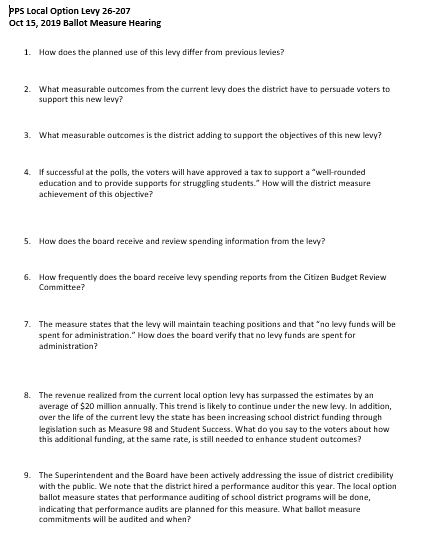 PPS Local Option Levy 26-207
Oct 15, 2019 Ballot Measure Hearing
1. How does the planned use of this levy differ from previous levies?
2. What measurable outcomes from the current levy does the district have to persuade voters to
support this new levy?
3. What measurable outcomes is the district adding to support the objectives of this new levy?
4. If successful at the polls, the voters will have approved a tax to support a "well-rounded
education and to provide supports for struggling students." How will the district measure
achievement of this objective?
5. How does the board receive and review spending information from the levy?
6. How frequently does the board receive levy spending reports from the Citizen Budget Review
Committee?
7. The measure states that the levy will maintain teaching positions and that "no levy funds will be
spent for administration." How does the board verify that no levy funds are spent for
administration?
8. The revenue realized from the current local option levy has surpassed the estimates by an
average of $20 million annually. This trend is likely to continue under the new levy. In addition,
over the life of the current levy the state has been increasing school district funding through
legislation such as Measure 98 and Student Success. What do you say to the voters about how
this additional funding, at the same rate, is still needed to enhance student outcomes?
9. The Superintendent and the Board have been actively addressing the issue of district credibility
with the public. We note that the district hired a performance auditor this year. The local option
ballot measure states that performance auditing of school district programs will be done,
indicating that performance audits are planned for this measure. What ballot measure
commitments will be audited and when?